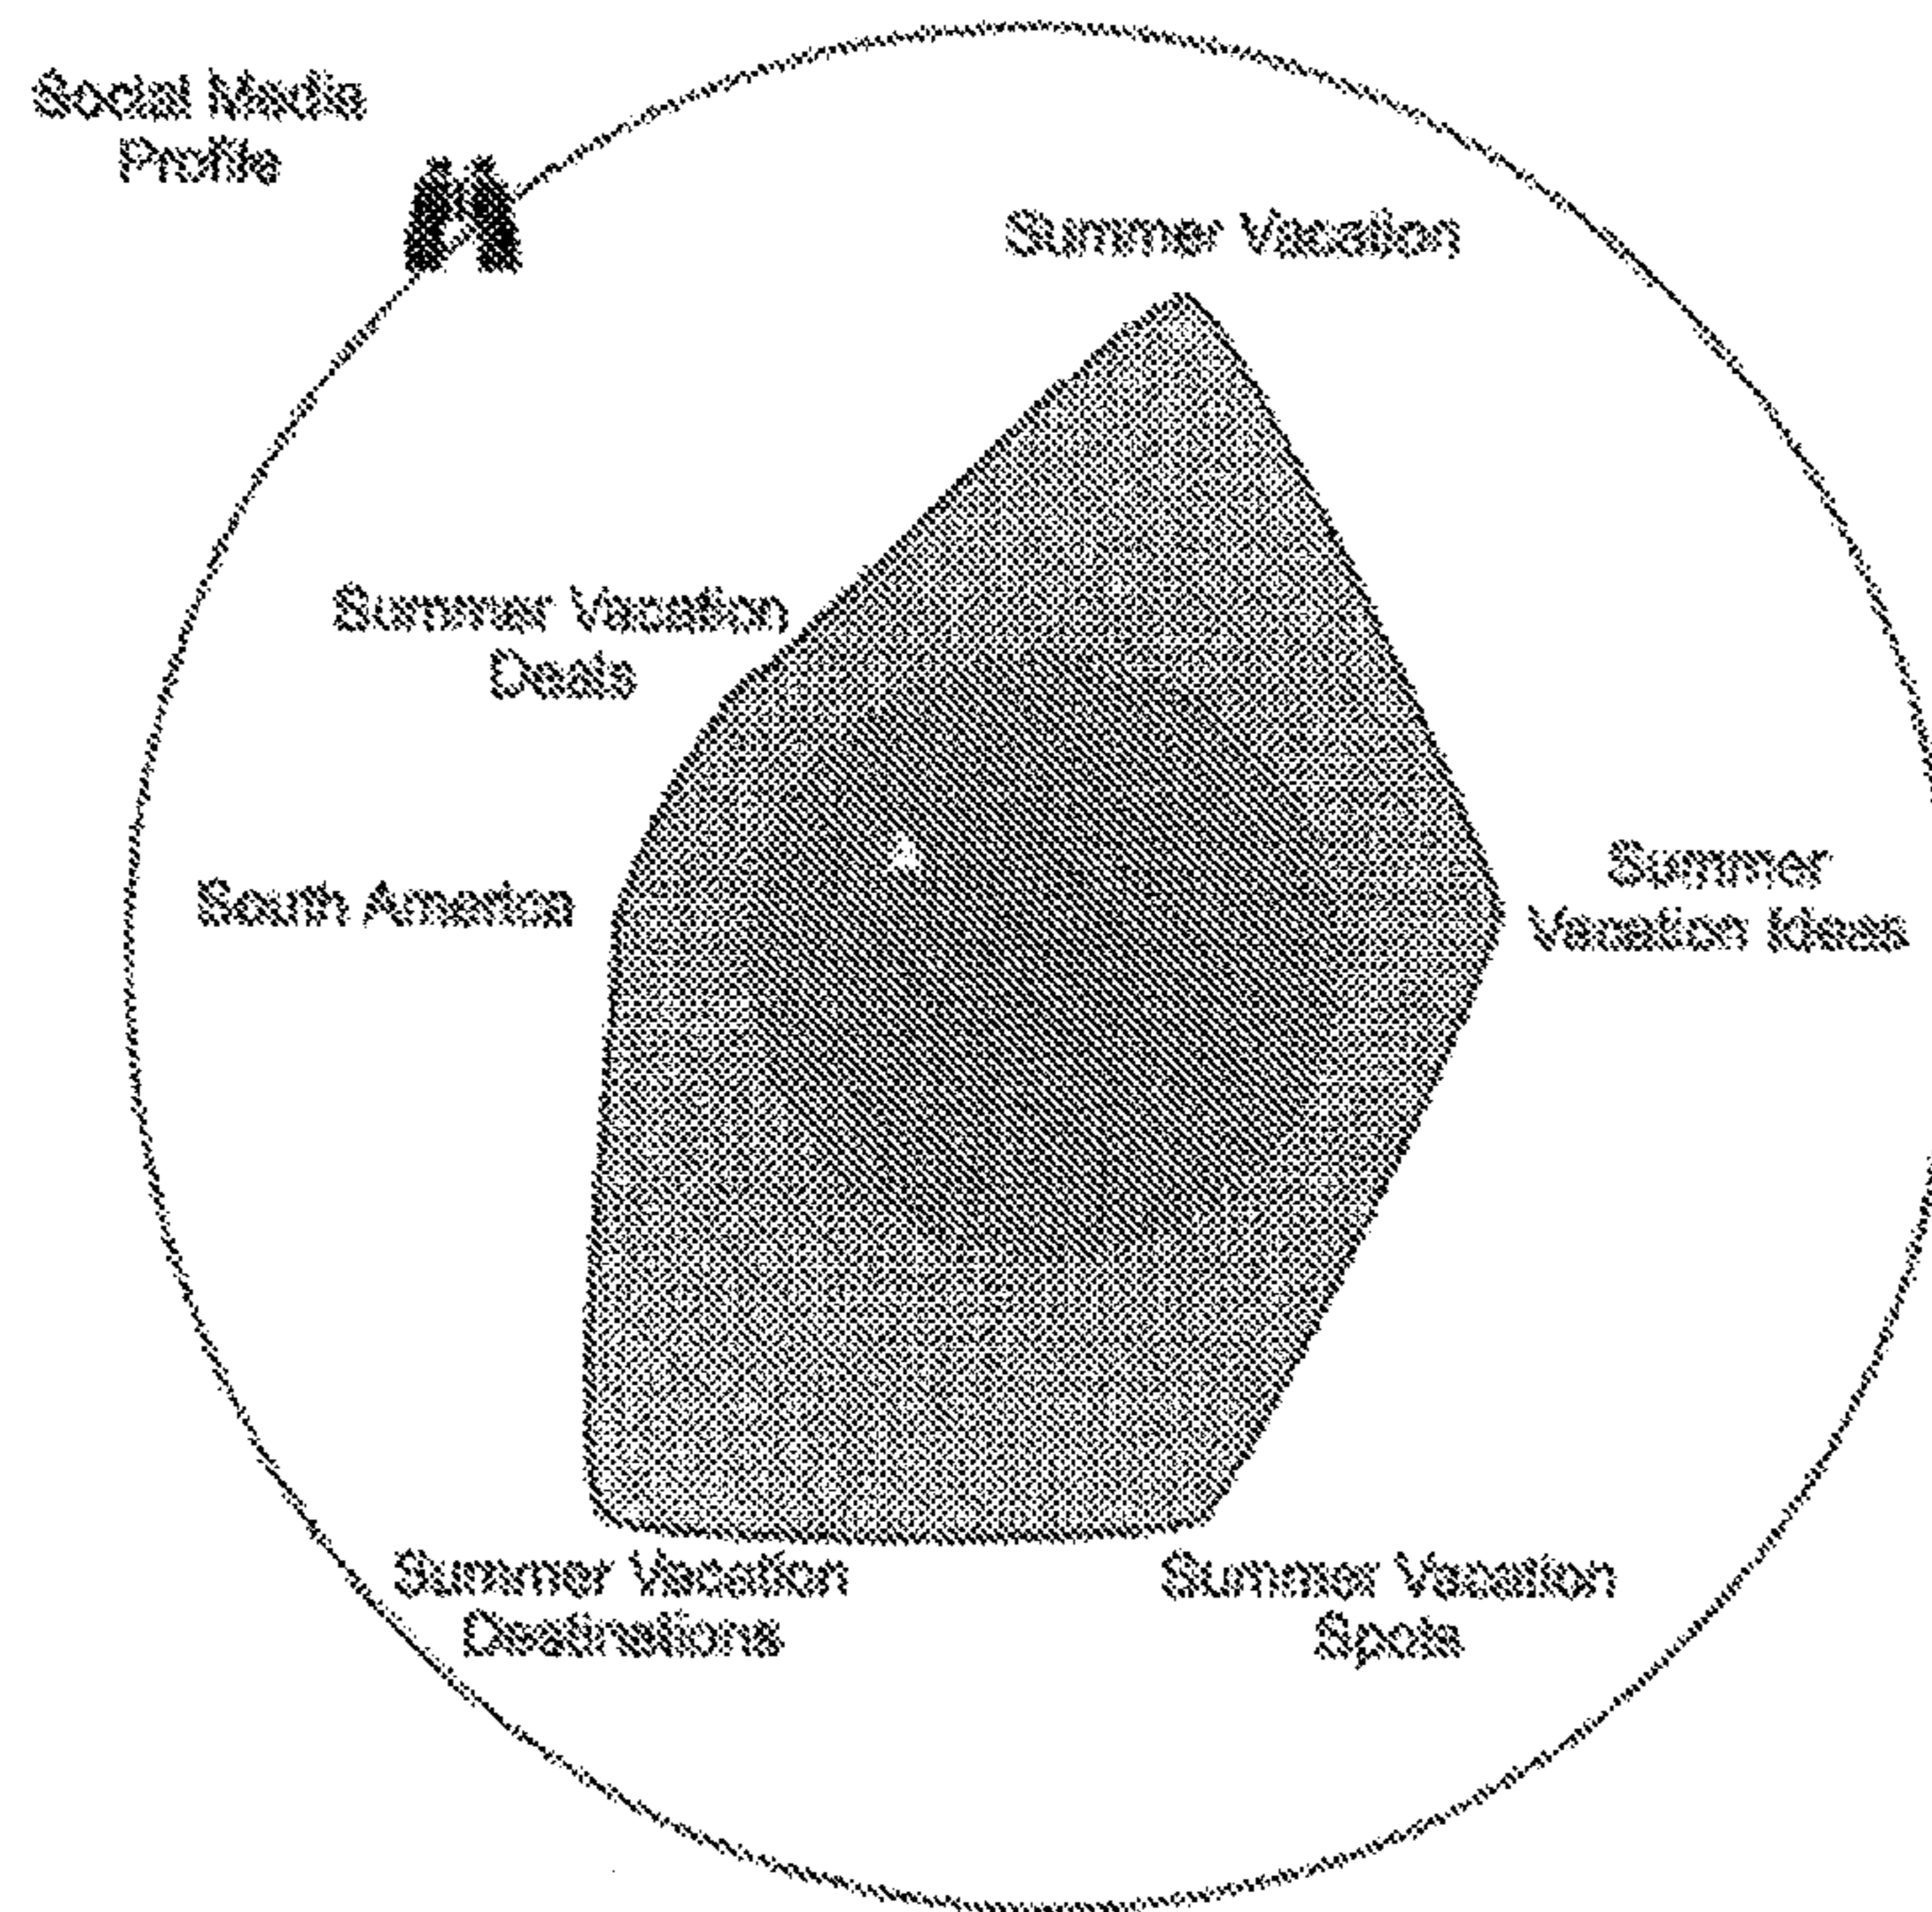 Social Media
Profile
Summer Vacation
Summer Vacation
Deals
South America
A
Summer
Vacation Ideas
Summer Vacation
Destinations
Summer Vacation
Spots